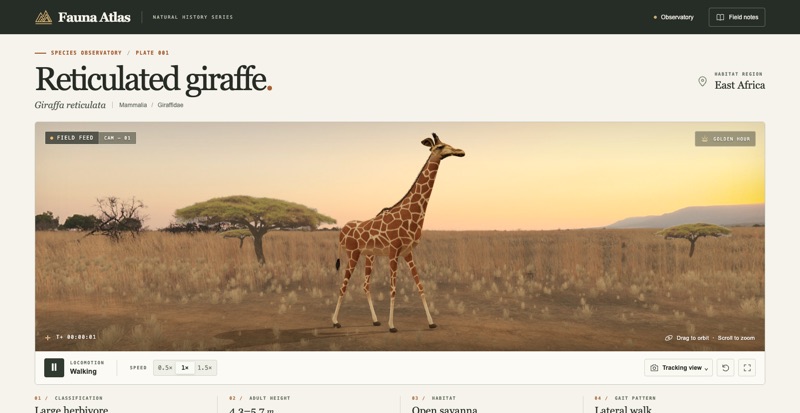 Fauna Atlas
NATURAL HISTORY SERIES
Observatory
Field notes
SPECIES OBSERVATORY / PLATE 001
Reticulated giraffe.
Giraffa reticulata
Mammalia / Giraffidae
HABITAT REGION
East Africa
FIELD FEED
CAM — 01
GOLDEN HOUR
T+ 00:00:01
Drag to orbit · Scroll to zoom
LOCOMOTION
Walking
SPEED
0.5×
1×
1.5×
Tracking view
01 / CLASSIFICATION
Large herbivore
02 / ADULT HEIGHT
4.3–5.7 m
03 / HABITAT
Open savanna
04 / GAIT PATTERN
Lateral walk